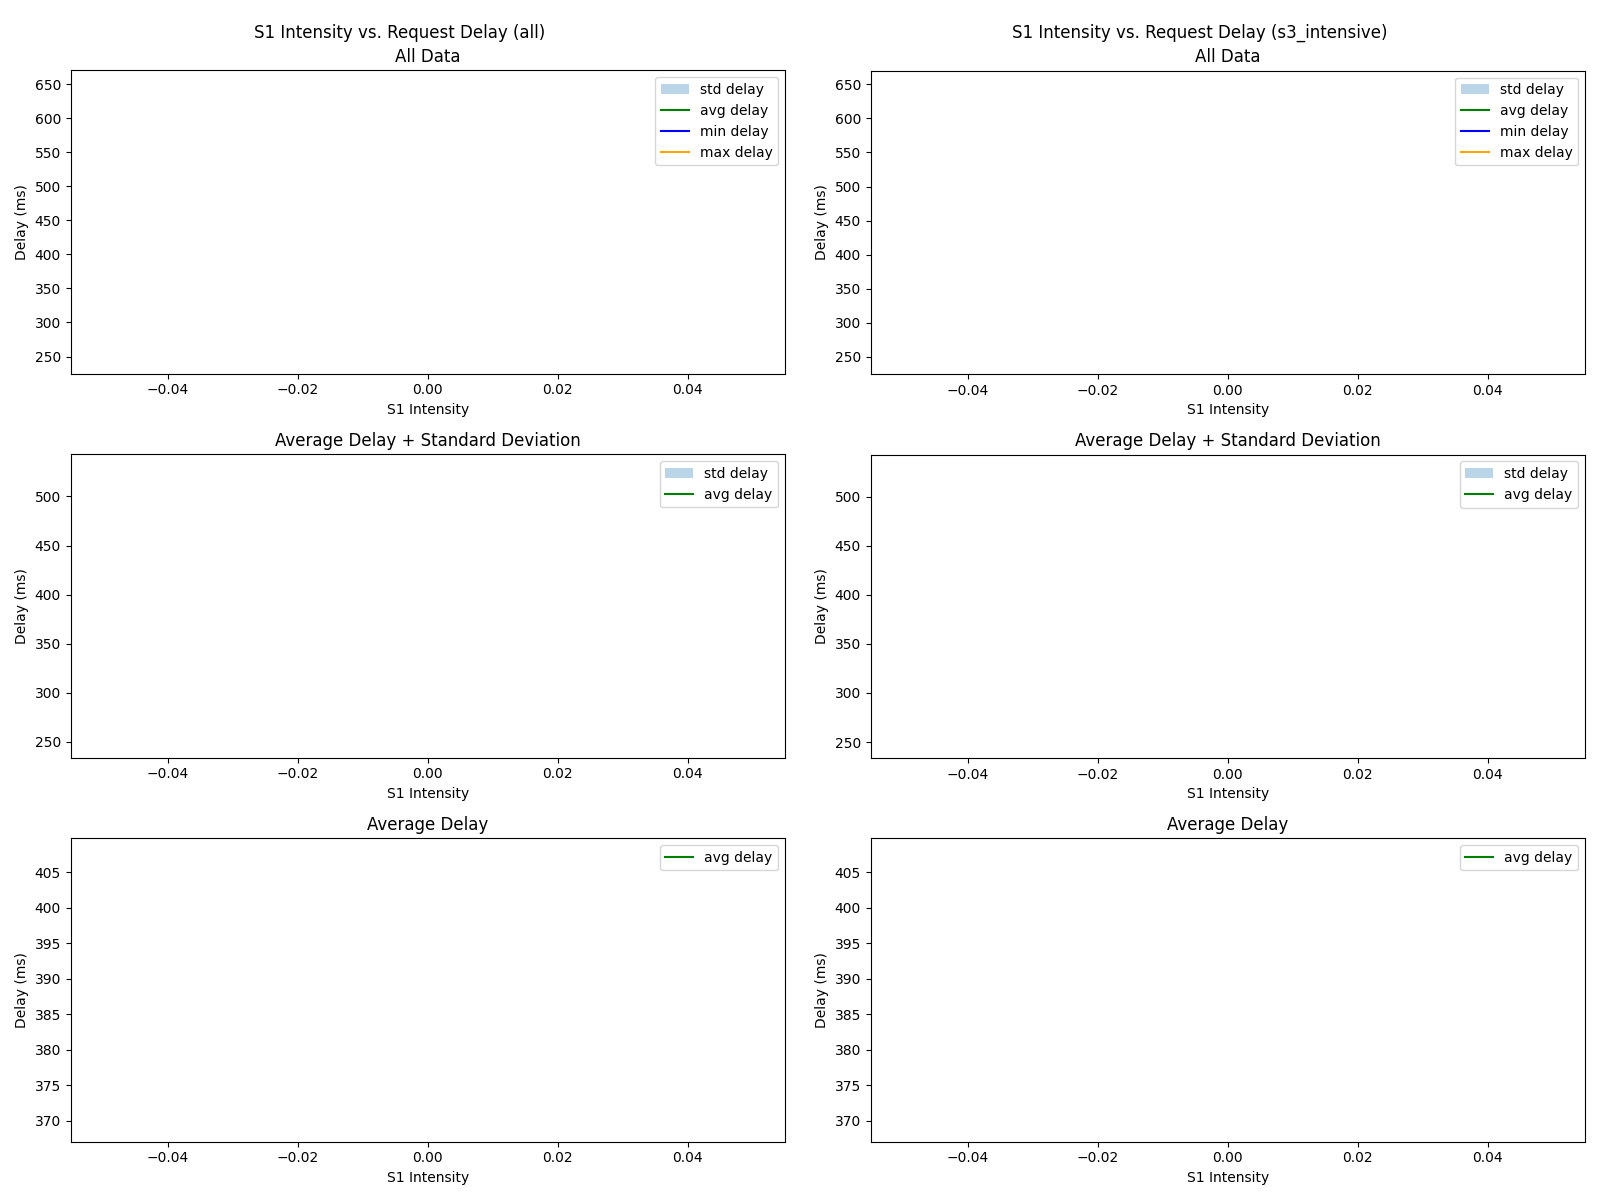 S1 Intensity vs. Request Delay (all)
All Data
650
600
550
500
450
400
350
300
250
Delay (ms)
std delay
avg delay
min delay
max delay
−0.04 −0.02 0.00 0.02 0.04
S1 Intensity
Average Delay + Standard Deviation
500
450
400
350
300
250
Delay (ms)
std delay
avg delay
−0.04 −0.02 0.00 0.02 0.04
S1 Intensity
Average Delay
405
400
395
390
385
380
375
370
Delay (ms)
avg delay
−0.04 −0.02 0.00 0.02 0.04
S1 Intensity
S1 Intensity vs. Request Delay (s3_intensive)
All Data
650
600
550
500
450
400
350
300
250
Delay (ms)
std delay
avg delay
min delay
max delay
−0.04 −0.02 0.00 0.02 0.04
S1 Intensity
Average Delay + Standard Deviation
500
450
400
350
300
250
Delay (ms)
std delay
avg delay
−0.04 −0.02 0.00 0.02 0.04
S1 Intensity
Average Delay
405
400
395
390
385
380
375
370
Delay (ms)
avg delay
−0.04 −0.02 0.00 0.02 0.04
S1 Intensity